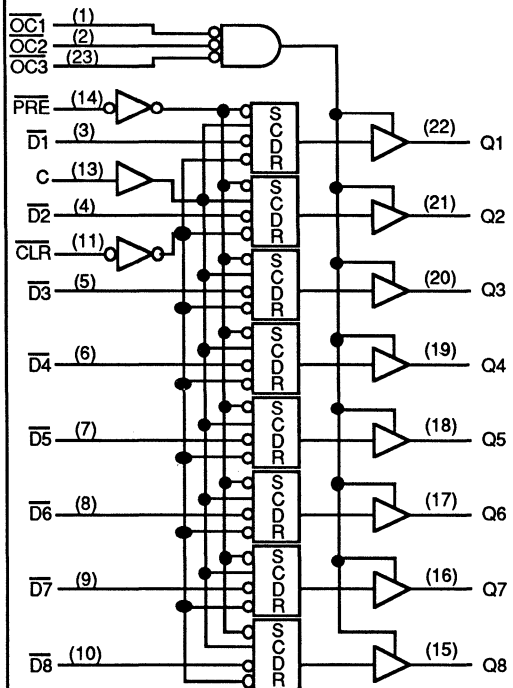 OC1 (1)
OC2 (2)
OC3 (23)
PRE (14)
S
C
D
R
D1 (3)
(22) Q1
C (13)
S
C
D
R
D2 (4)
(21) Q2
CLR (11)
S
C
D
R
D3 (5)
(20) Q3
S
C
D
R
D4 (6)
(19) Q4
S
C
D
R
D5 (7)
(18) Q5
S
C
D
R
D6 (8)
(17) Q6
S
C
D
R
D7 (9)
(16) Q7
S
C
D
R
D8 (10)
(15) Q8